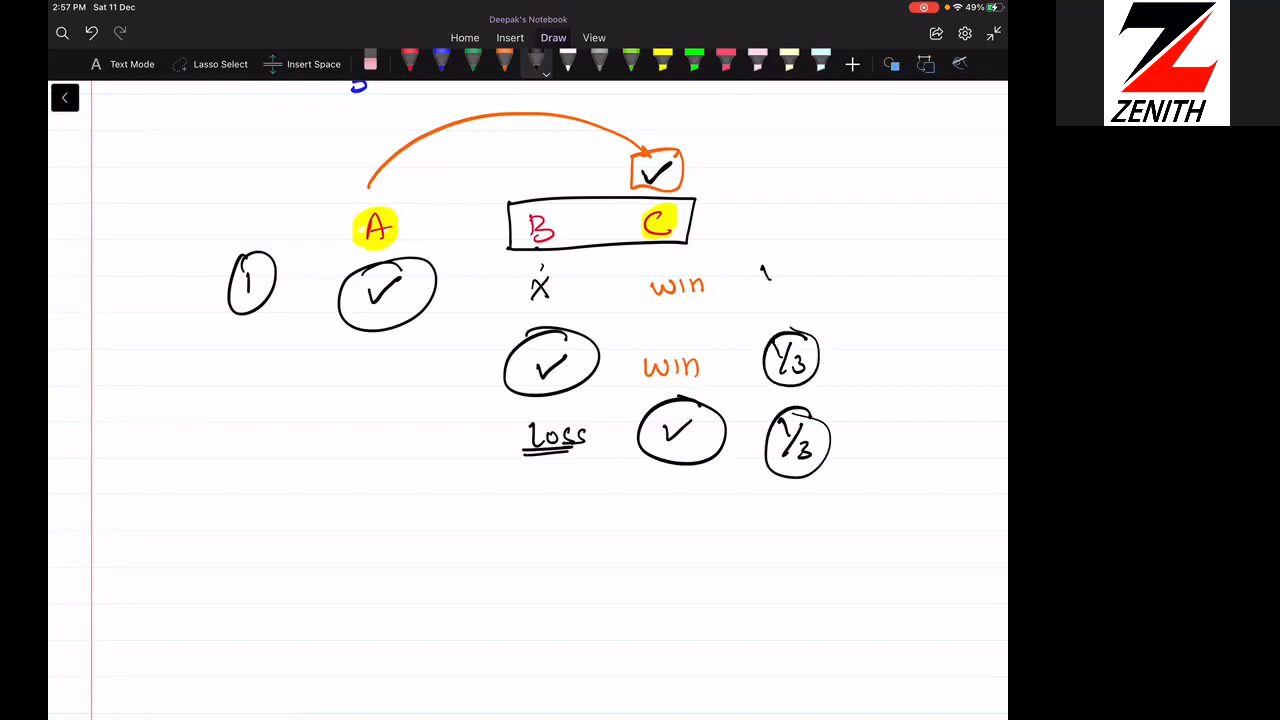 2:57 PM Sat 11 Dec 49%
Deepak's Notebook
Home Insert Draw View
A Text Mode Lasso Select Insert Space
ZENITH
✓
A B C
1 ✓ x win
✓ win 1/3
loss ✓ 1/3